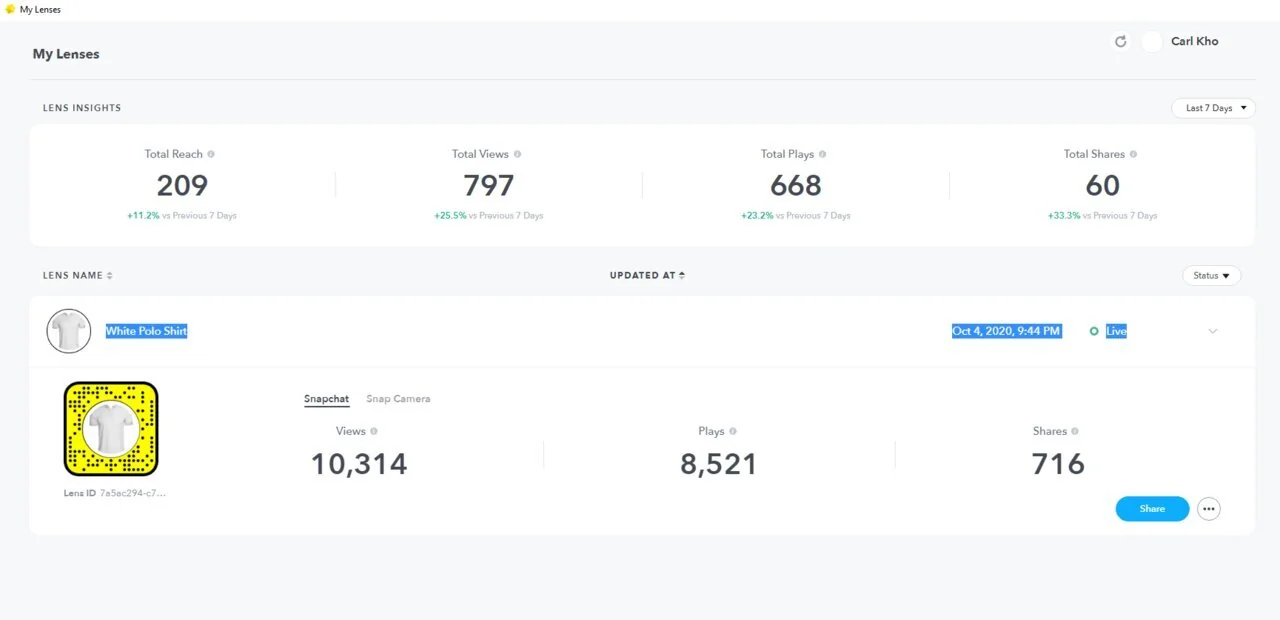 My Lenses
My Lenses
Carl Kho
LENS INSIGHTS
Last 7 Days
Total Reach
Total Views
Total Plays
Total Shares
209
797
668
60
+11.2% vs Previous 7 Days
+25.5% vs Previous 7 Days
+23.2% vs Previous 7 Days
+33.3% vs Previous 7 Days
LENS NAME
UPDATED AT
Status
White Polo Shirt
Oct 4, 2020, 9:44 PM
Live
Snapchat
Snap Camera
Views
Plays
Shares
10,314
8,521
716
Lens ID 7a5ac294-c7...
Share